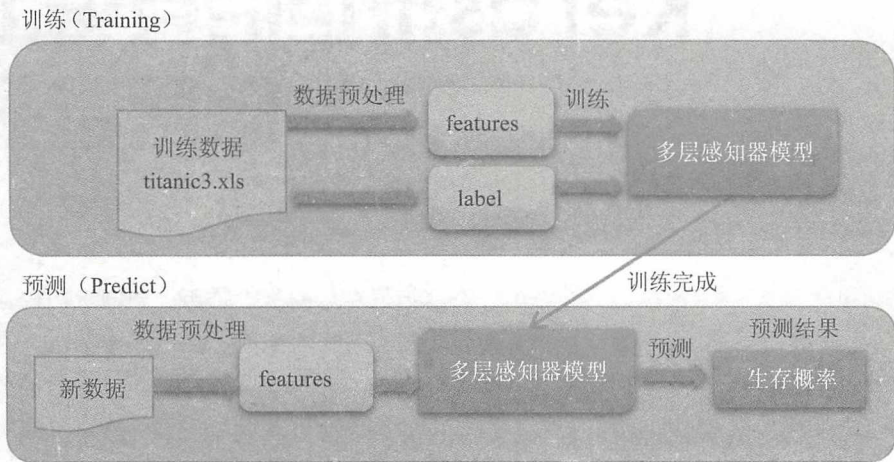 训练（Training）
数据预处理
训练
训练数据
titanic3.xls
features
label
多层感知器模型
训练完成
预测（Predict）
数据预处理
新数据
features
多层感知器模型
预测
预测结果
生存概率